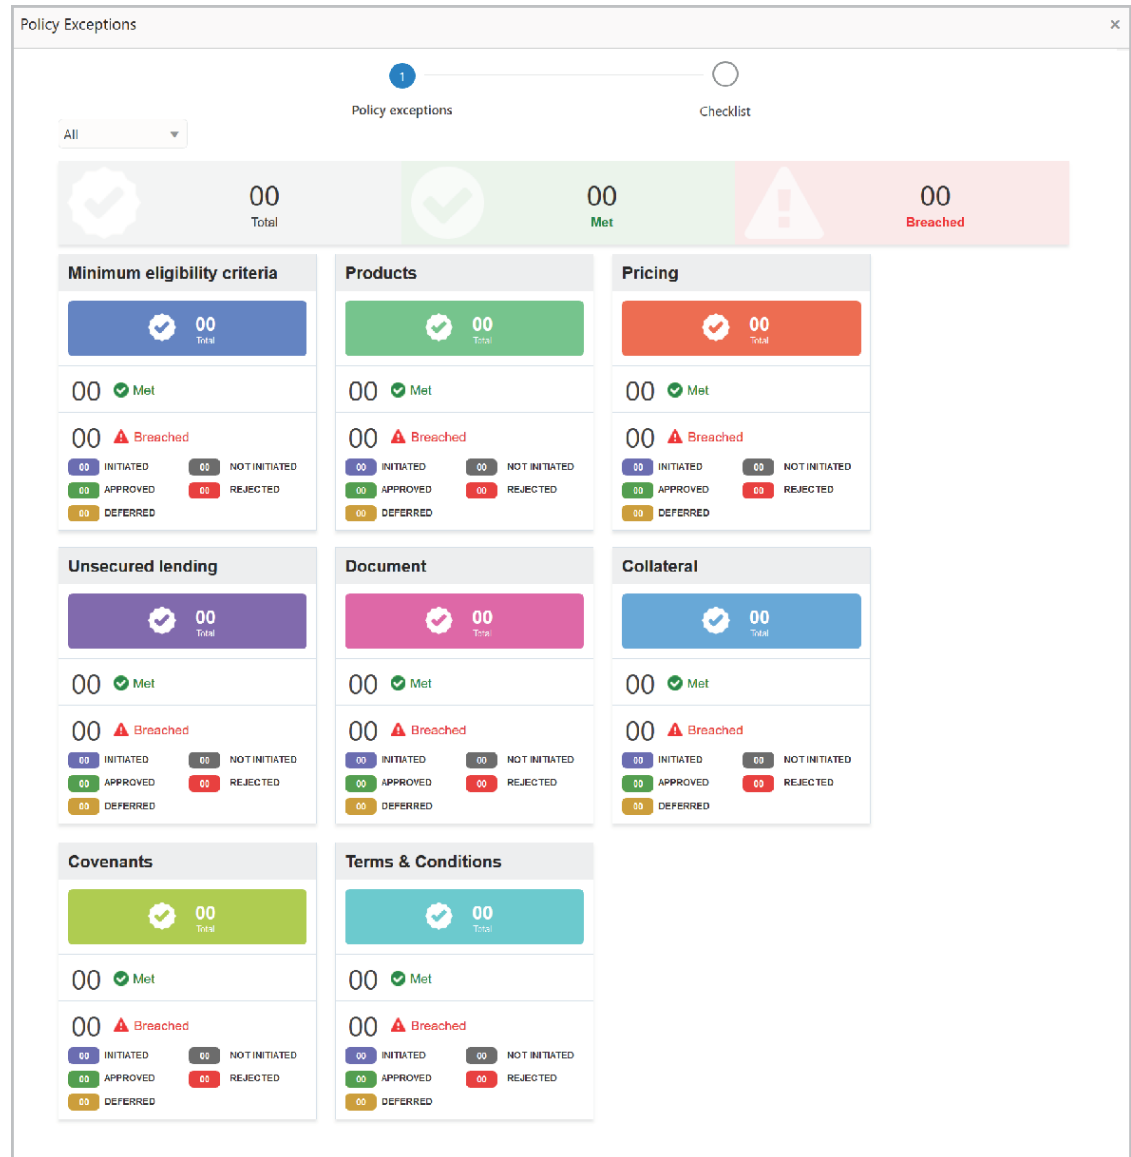 Policy Exceptions ×
1
Policy exceptions Checklist
All
00 00 00
Total Met Breached
Minimum eligibility criteria Products Pricing
00 00 00
Total Total Total
00 Met 00 Met 00 Met
00 Breached 00 Breached 00 Breached
00 INITIATED 00 NOT INITIATED 00 INITIATED 00 NOT INITIATED 00 INITIATED 00 NOT INITIATED
00 APPROVED 00 REJECTED 00 APPROVED 00 REJECTED 00 APPROVED 00 REJECTED
00 DEFERRED 00 DEFERRED 00 DEFERRED
Unsecured lending Document Collateral
00 00 00
Total Total Total
00 Met 00 Met 00 Met
00 Breached 00 Breached 00 Breached
00 INITIATED 00 NOT INITIATED 00 INITIATED 00 NOT INITIATED 00 INITIATED 00 NOT INITIATED
00 APPROVED 00 REJECTED 00 APPROVED 00 REJECTED 00 APPROVED 00 REJECTED
00 DEFERRED 00 DEFERRED 00 DEFERRED
Covenants Terms & Conditions
00 00
Total Total
00 Met 00 Met
00 Breached 00 Breached
00 INITIATED 00 NOT INITIATED 00 INITIATED 00 NOT INITIATED
00 APPROVED 00 REJECTED 00 APPROVED 00 REJECTED
00 DEFERRED 00 DEFERRED